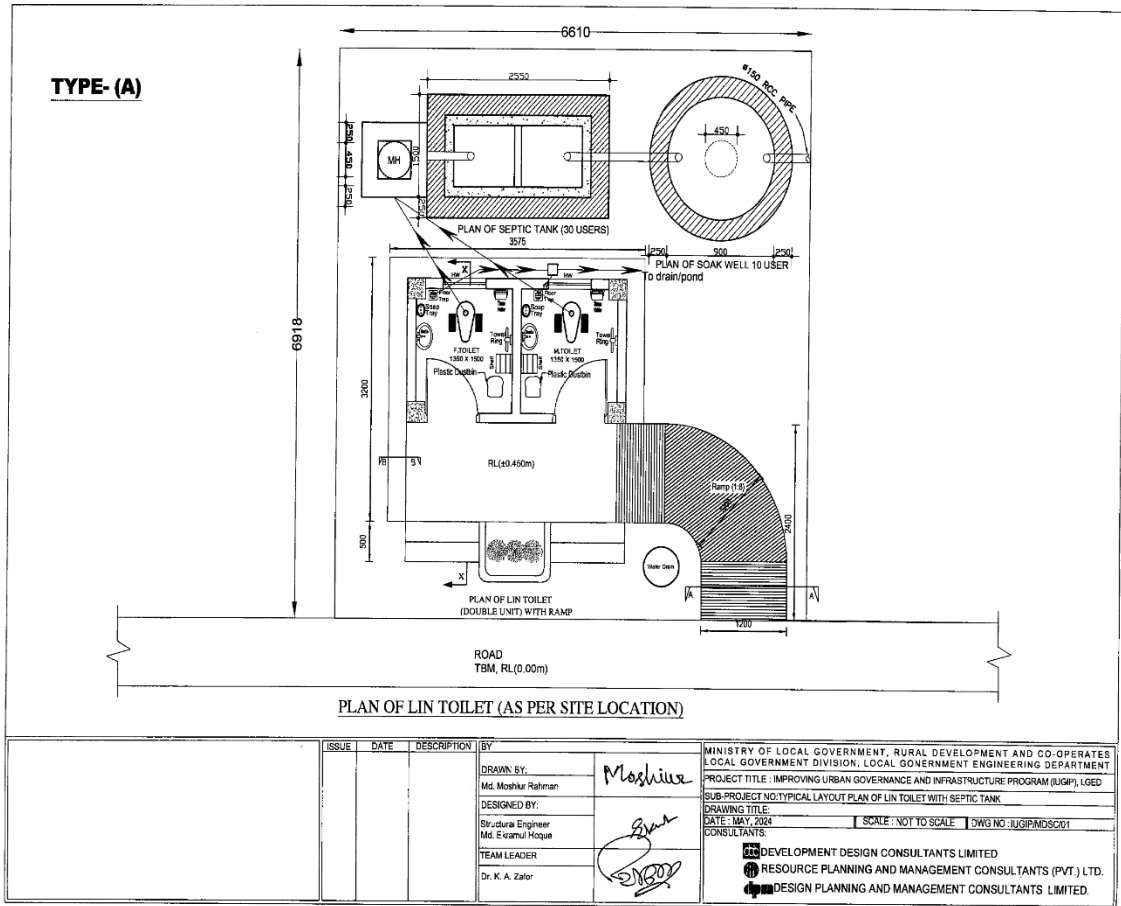 6610
TYPE- (A)
2550
ø150 RCC PIPE
450
250
450
250
MH
1500
250
PLAN OF SEPTIC TANK (30 USERS)
3575
250
900
250
PLAN OF SOAK WELL 10 USER
To drain/pond
X
HW
HW
Floor Trap
Floor Trap
Soap Tray
Soap Tray
Towel Ring
Towel Ring
F.TOILET
1350 X 1500
M.TOILET
1350 X 1500
Shelf
Shelf
Plastic Dustbin
Plastic Dustbin
6918
3200
RL(±0.450m)
B
Ramp (1:8)
1200
2400
500
Water Drain
X
A
A
PLAN OF LIN TOILET
(DOUBLE UNIT) WITH RAMP
1200
ROAD
TBM, RL(0.00m)
PLAN OF LIN TOILET (AS PER SITE LOCATION)
ISSUE DATE DESCRIPTION BY
DRAWN BY:
Md. Moshiur Rahman
Moshiur
DESIGNED BY:
Structural Engineer
Md. Ekramul Hoque
TEAM LEADER
Dr. K. A. Zafor
MINISTRY OF LOCAL GOVERNMENT, RURAL DEVELOPMENT AND CO-OPERATES
LOCAL GOVERNMENT DIVISION, LOCAL GONERNMENT ENGINEERING DEPARTMENT
PROJECT TITLE : IMPROVING URBAN GOVERNANCE AND INFRASTRUCTURE PROGRAM (IUGIP), LGED
SUB-PROJECT NO:TYPICAL LAYOUT PLAN OF LIN TOILET WITH SEPTIC TANK
DRAWING TITLE:
DATE : MAY, 2024 SCALE : NOT TO SCALE DWG NO : IUGIP/MDSC/01
CONSULTANTS:
ddc DEVELOPMENT DESIGN CONSULTANTS LIMITED
RESOURCE PLANNING AND MANAGEMENT CONSULTANTS (PVT.) LTD.
dpm DESIGN PLANNING AND MANAGEMENT CONSULTANTS LIMITED.